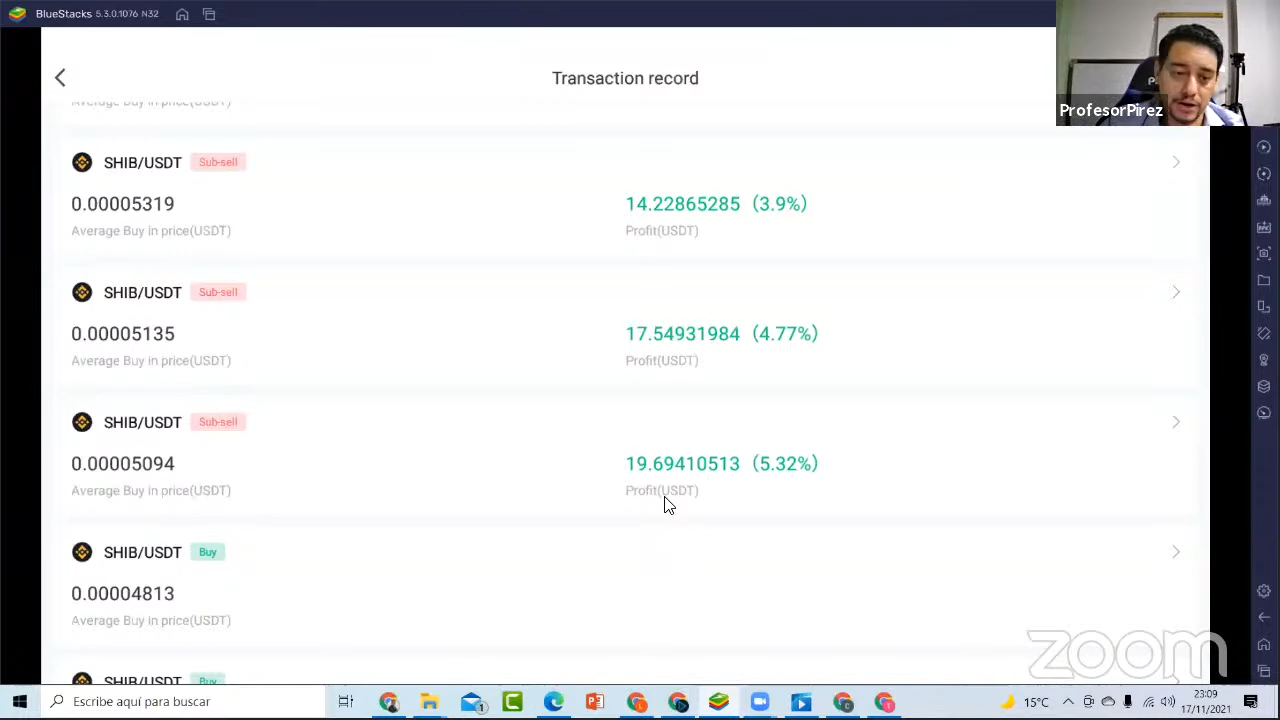 BlueStacks 5.3.0.1076 N32
Transaction record
ProfesorPirez
Average Buy in price(USDT)
SHIB/USDT Sub-sell
0.00005319 14.22865285 (3.9%)
Average Buy in price(USDT) Profit(USDT)
SHIB/USDT Sub-sell
0.00005135 17.54931984 (4.77%)
Average Buy in price(USDT) Profit(USDT)
SHIB/USDT Sub-sell
0.00005094 19.69410513 (5.32%)
Average Buy in price(USDT) Profit(USDT)
SHIB/USDT Buy
0.00004813
Average Buy in price(USDT)
SHIB/USDT Buy
zoom
Escribe aquí para buscar
15°C
23:09
17/11/2021